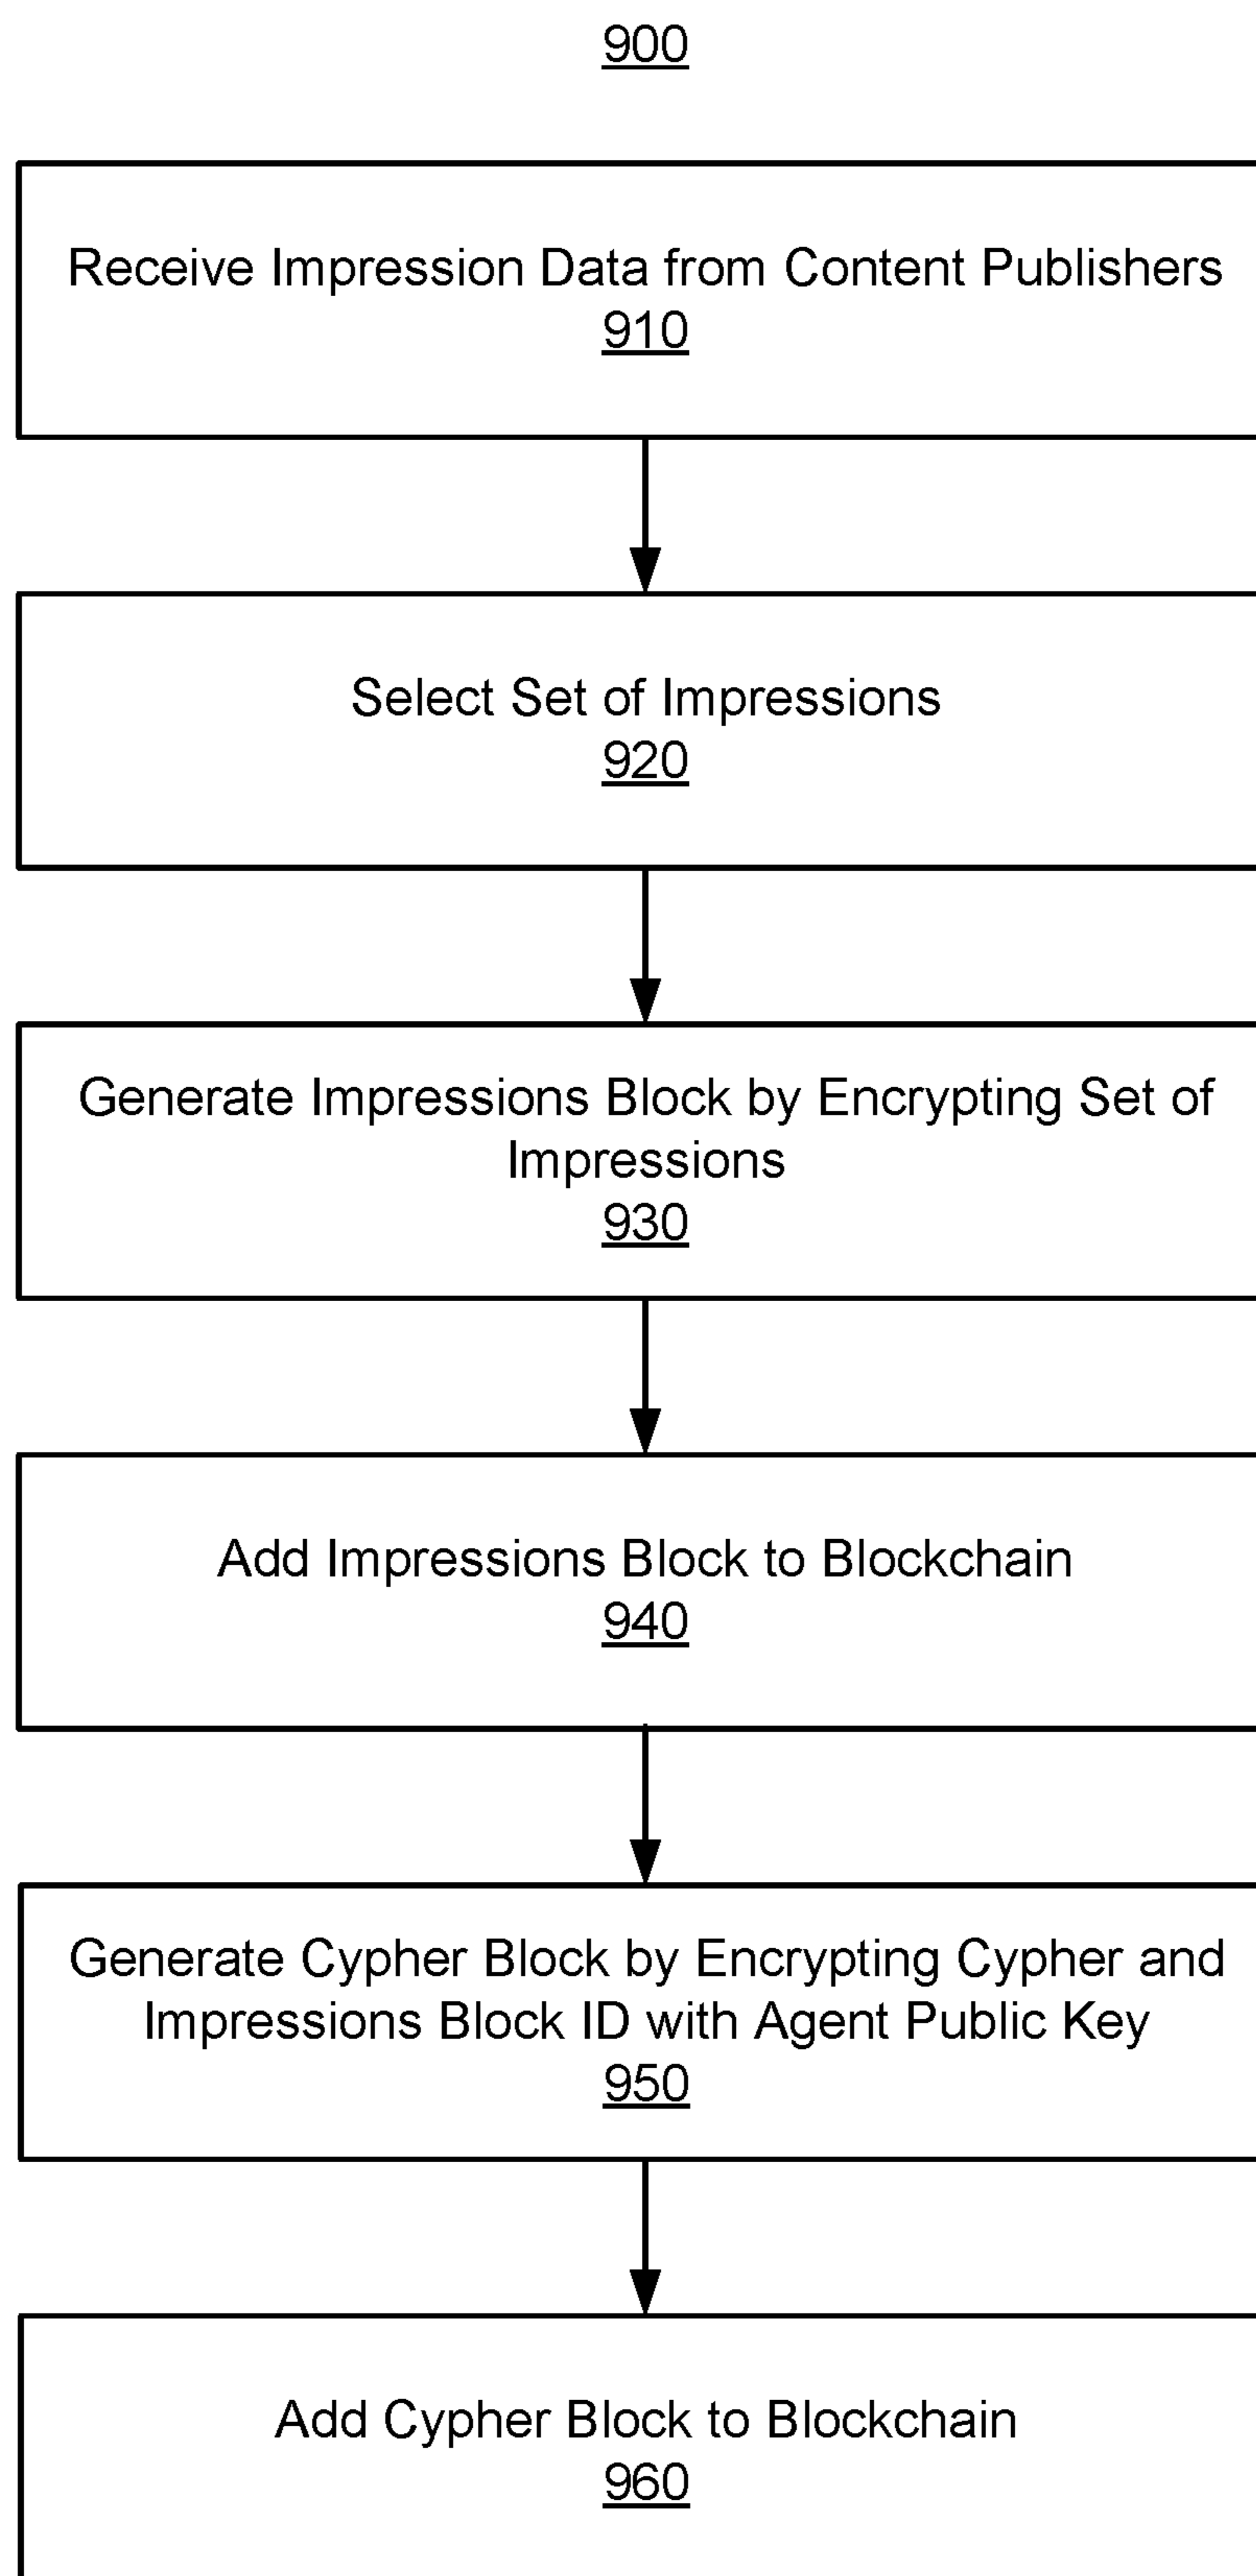 900
Receive Impression Data from Content Publishers
910
Select Set of Impressions
920
Generate Impressions Block by Encrypting Set of
Impressions
930
Add Impressions Block to Blockchain
940
Generate Cypher Block by Encrypting Cypher and
Impressions Block ID with Agent Public Key
950
Add Cypher Block to Blockchain
960